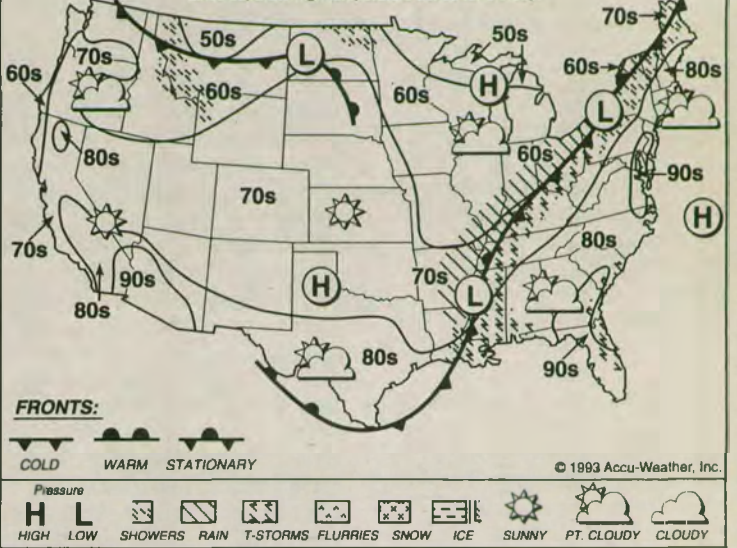 70s
50s
50s
L
70s
60s
60s
80s
H
60s
60s
L
80s
60s
90s
70s
H
70s
80s
90s
H
70s
L
80s
80s
90s
FRONTS:
COLD WARM STATIONARY
© 1993 Accu-Weather, Inc.
Pressure
H L
HIGH LOW SHOWERS RAIN T-STORMS FLURRIES SNOW ICE SUNNY PT. CLOUDY CLOUDY